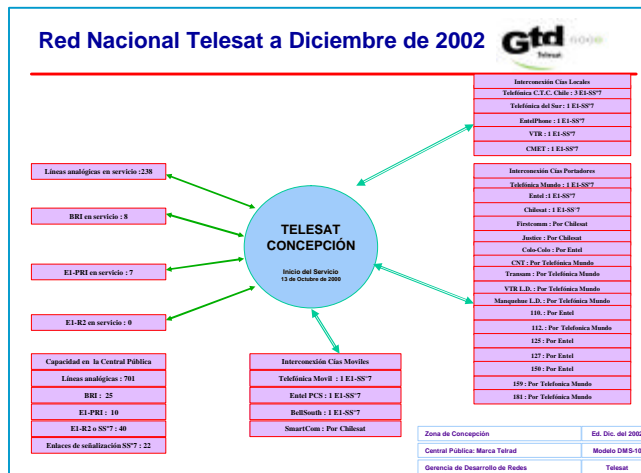 Red Nacional Telesat a Diciembre de 2002
Gtd
Telesat
Interconexión Cías Locales
Telefónica C.T.C. Chile : 3 E1-SS'7
Telefónica del Sur : 1 E1-SS'7
EntelPhone : 1 E1-SS'7
VTR : 1 E1-SS'7
CMET : 1 E1-SS'7
Líneas analógicas en servicio :238
BRI en servicio : 8
E1-PRI en servicio : 7
E1-R2 en servicio : 0
TELESAT
CONCEPCIÓN
Inicio del Servicio
13 de Octubre de 2000
Interconexión Cías Portadores
Telefónica Mundo : 1 E1-SS'7
Entel :1 E1-SS'7
Chilesat : 1 E1-SS'7
Firstcomm : Por Chilesat
Justice : Por Chilesat
Colo-Colo : Por Entel
CNT : Por Telefónica Mundo
Transam : Por Telefónica Mundo
VTR L.D. : Por Telefónica Mundo
Manquehue L.D. : Por Telefónica Mundo
110. : Por Entel
112. : Por Telefonica Mundo
125 : Por Entel
127 : Por Entel
150 : Por Entel
159 : Por Telefonica Mundo
181 : Por Telefónica Mundo
Capacidad en la Central Pública
Líneas analógicas : 701
BRI : 25
E1-PRI : 10
E1-R2 o SS'7 : 40
Enlaces de señalización SS'7 : 22
Interconexión Cías Moviles
Telefónica Movil : 1 E1-SS'7
Entel PCS : 1 E1-SS'7
BellSouth : 1 E1-SS'7
SmartCom : Por Chilesat
Zona de Concepción Ed. Dic. del 2002
Central Pública: Marca Telrad Modelo DMS-10
Gerencia de Desarrollo de Redes Telesat